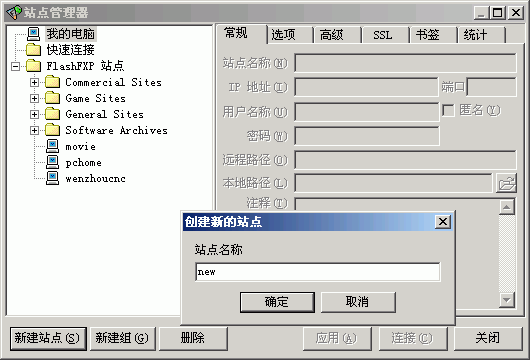 站点管理器
我的电脑
快速连接
FlashFXP 站点
Commercial Sites
Game Sites
General Sites
Software Archives
movie
pchome
wenzhoucnc
常规 选项 高级 SSL 书签 统计
站点名称(N)
IP 地址(I) 端口
用户名称(U) 匿名(Y)
密码(W)
远程路径(O)
本地路径(L)
注释(T)
创建新的站点
站点名称
new
确定 取消
新建站点(S) 新建组(G) 删除 应用(A) 连接(C) 关闭